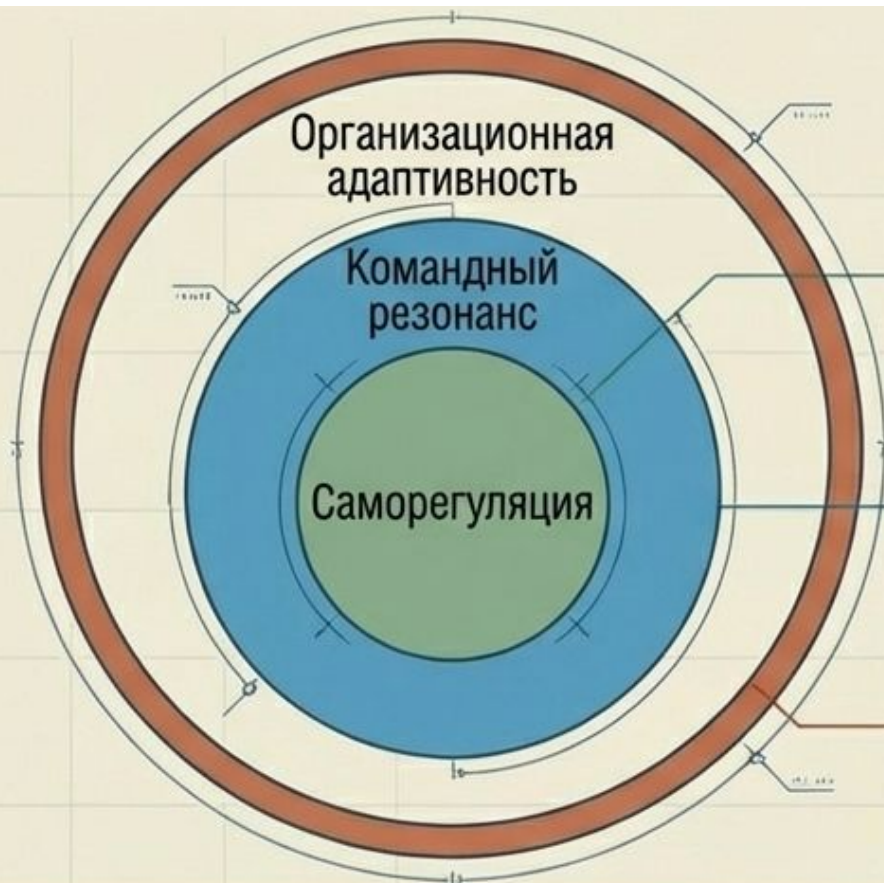 Организационная
адаптивность
Командный
резонанс
Саморегуляция